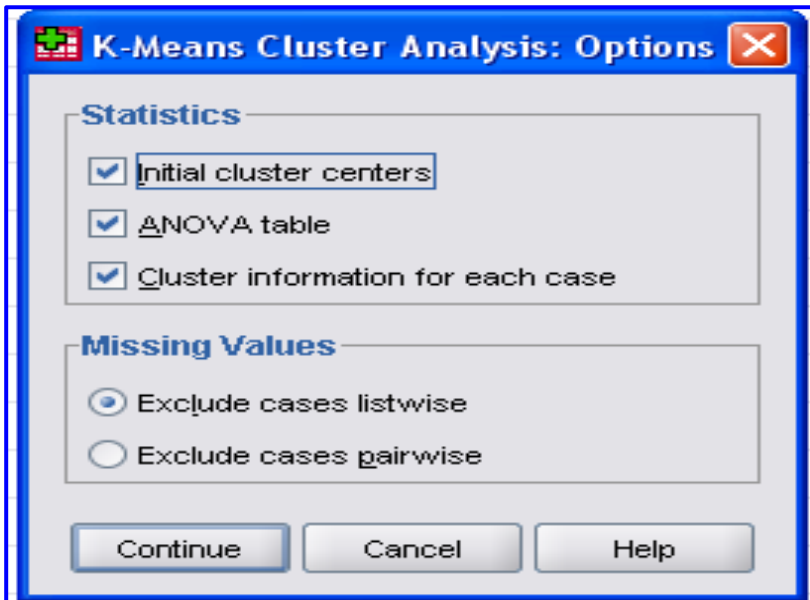 K-Means Cluster Analysis: Options
Statistics
Initial cluster centers
ANOVA table
Cluster information for each case
Missing Values
Exclude cases listwise
Exclude cases pairwise
Continue Cancel Help